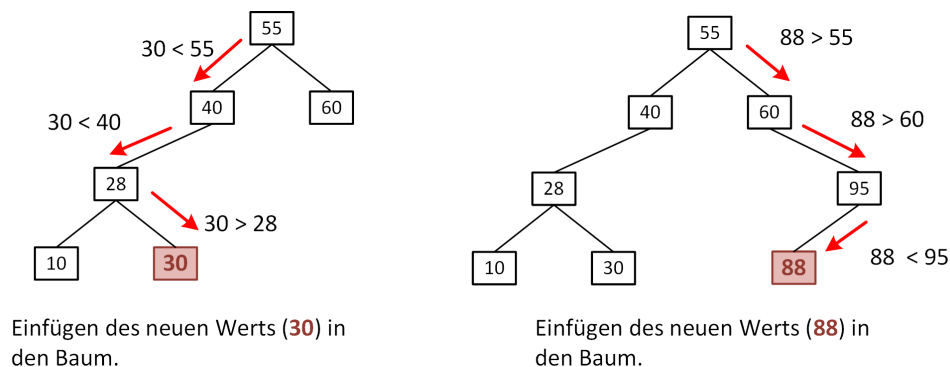 55
30 < 55
40
60
30 < 40
28
30 > 28
10
30
Einfügen des neuen Werts (30) in
den Baum.
55
88 > 55
40
60
88 > 60
28
95
10
30
88
88 < 95
Einfügen des neuen Werts (88) in
den Baum.